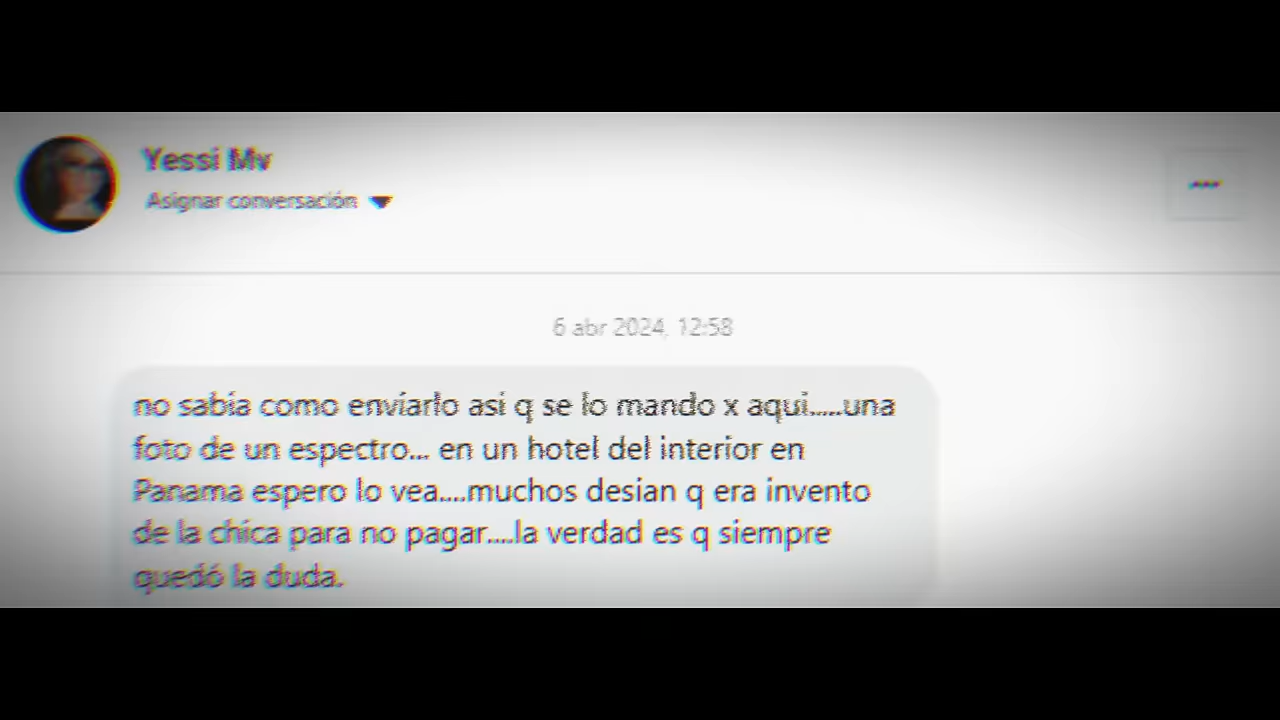 Yessi Mv
Asignar conversación
6 abr 2024, 12:58
no sabía como enviarlo asi q se lo mando x aqui.....una
foto de un espectro... en un hotel del interior en
Panama espero lo vea....muchos desian q era invento
de la chica para no pagar....la verdad es q siempre
quedó la duda.